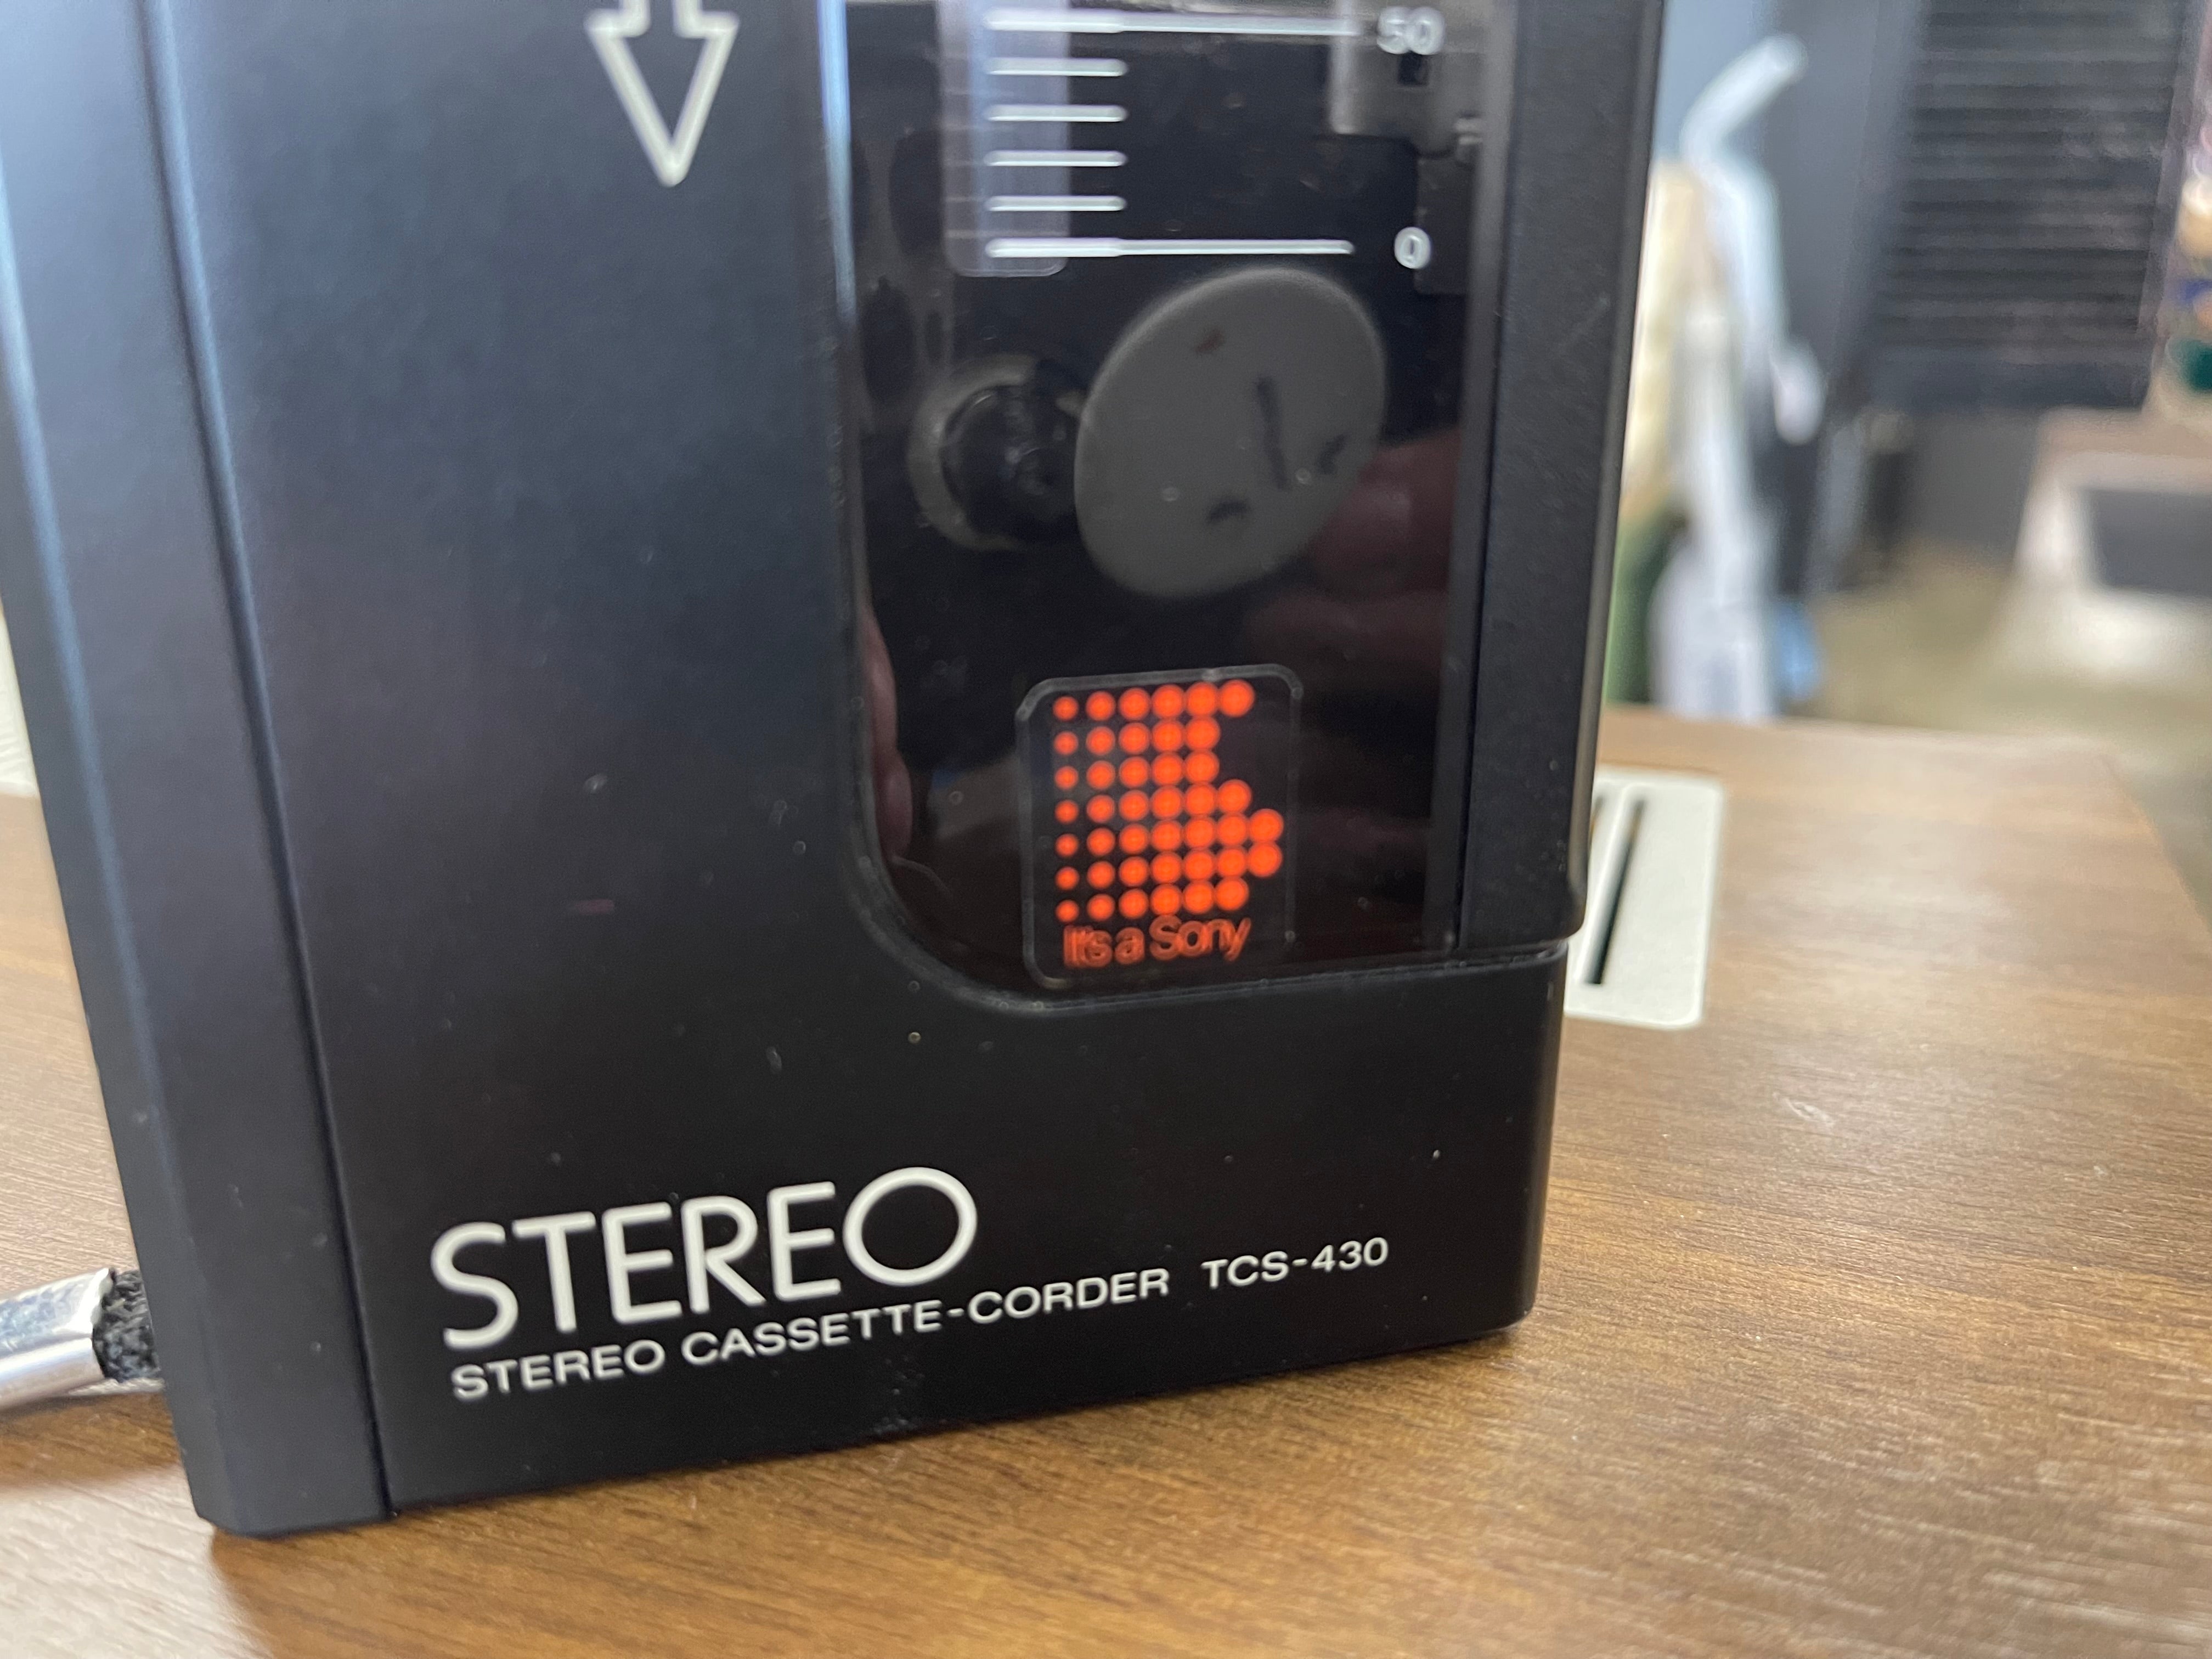 50
0
It's a Sony
STEREO
STEREO CASSETTE-CORDER TCS-430